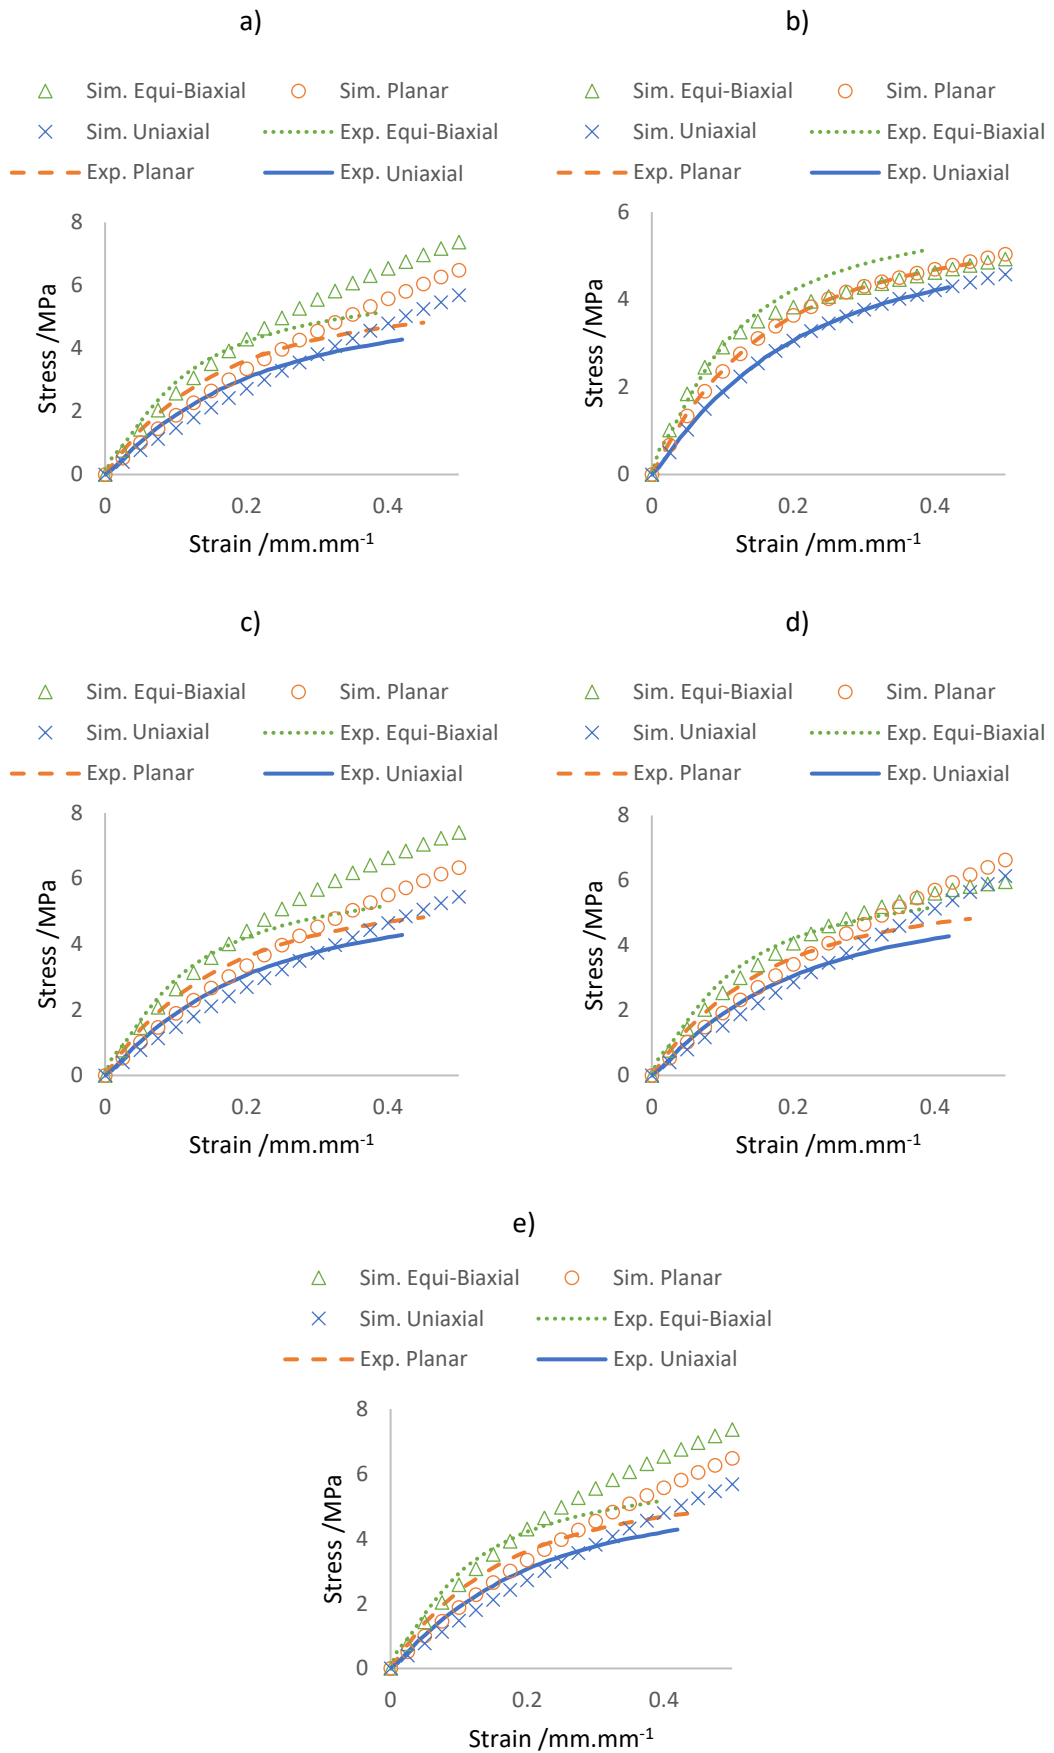 a)
b)
Sim. Equi-Biaxial Sim. Planar
Sim. Uniaxial Exp. Equi-Biaxial
Exp. Planar Exp. Uniaxial
Sim. Equi-Biaxial Sim. Planar
Sim. Uniaxial Exp. Equi-Biaxial
Exp. Planar Exp. Uniaxial
8
6
4
2
0
Stress /MPa
0 0.2 0.4
Strain /mm.mm⁻¹
6
4
2
0
Stress /MPa
0 0.2 0.4
Strain /mm.mm⁻¹
c)
d)
Sim. Equi-Biaxial Sim. Planar
Sim. Uniaxial Exp. Equi-Biaxial
Exp. Planar Exp. Uniaxial
Sim. Equi-Biaxial Sim. Planar
Sim. Uniaxial Exp. Equi-Biaxial
Exp. Planar Exp. Uniaxial
8
6
4
2
0
Stress /MPa
0 0.2 0.4
Strain /mm.mm⁻¹
8
6
4
2
0
Stress /MPa
0 0.2 0.4
Strain /mm.mm⁻¹
e)
Sim. Equi-Biaxial Sim. Planar
Sim. Uniaxial Exp. Equi-Biaxial
Exp. Planar Exp. Uniaxial
8
6
4
2
0
Stress /MPa
0 0.2 0.4
Strain /mm.mm⁻¹